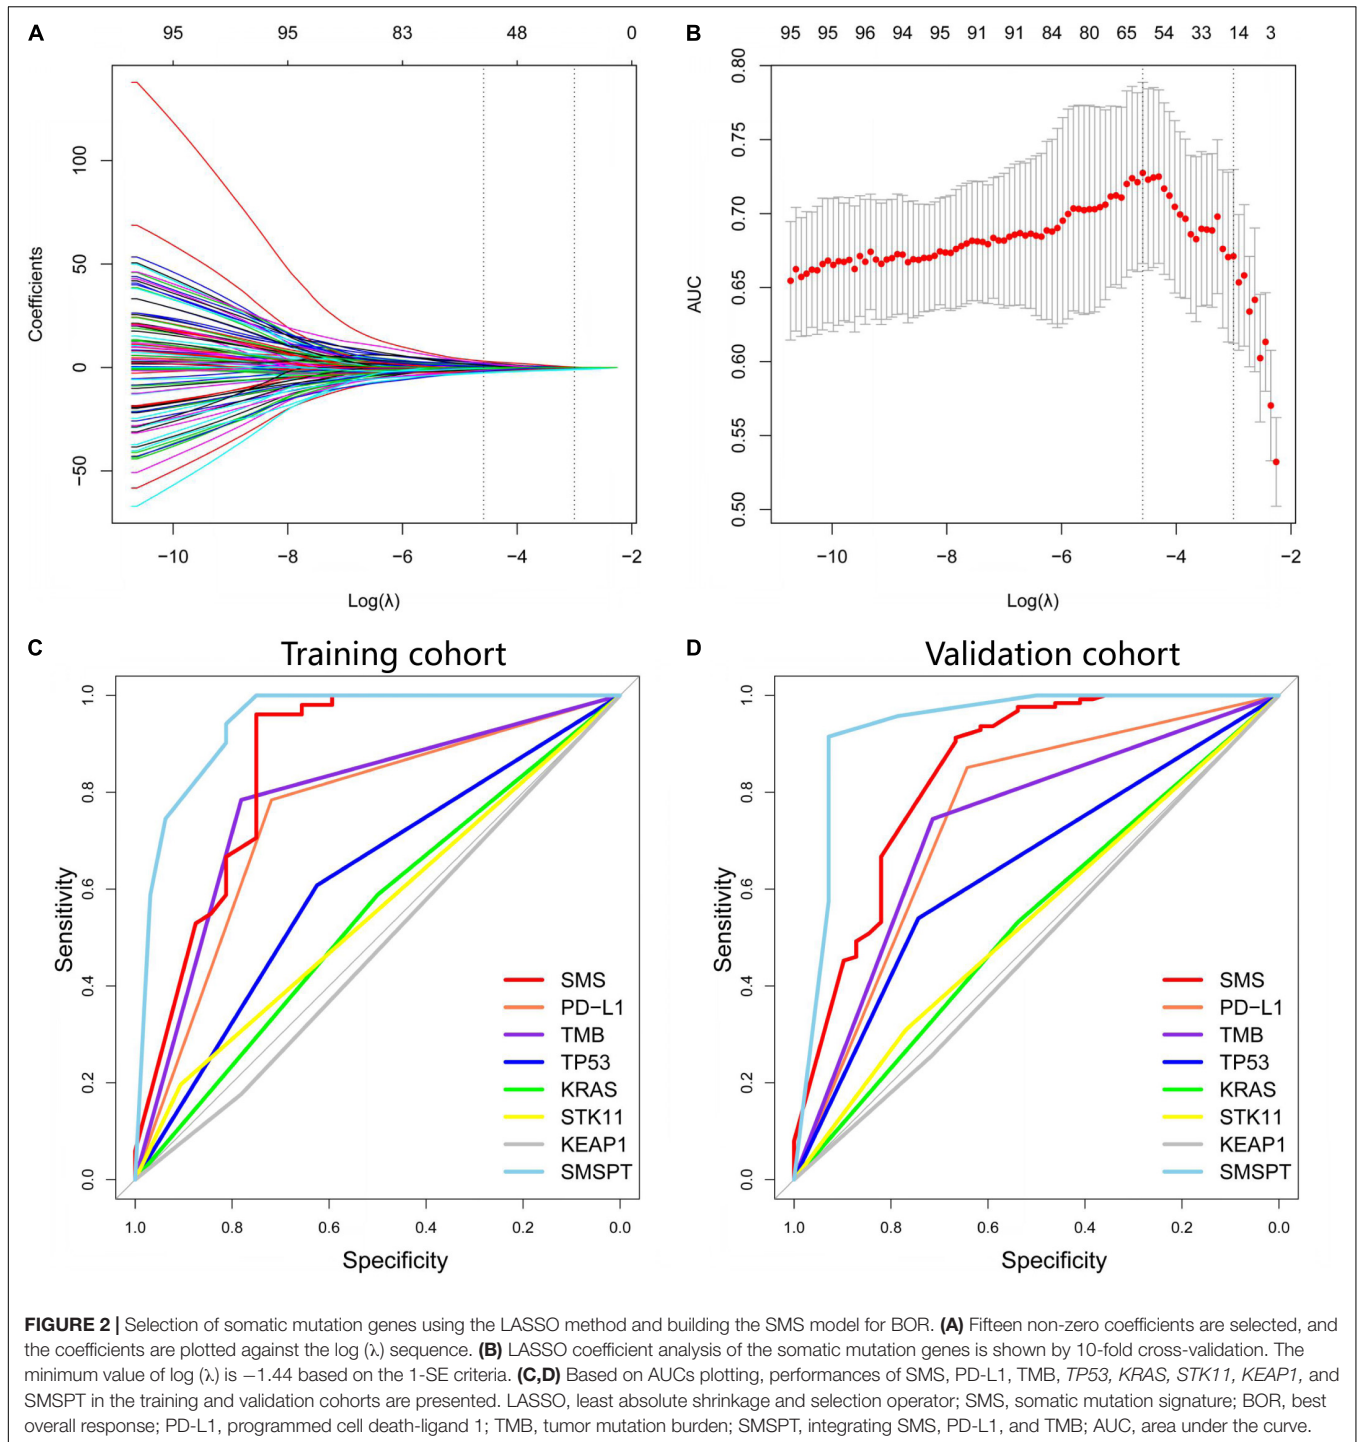 A
95 95 83 48 0
Coefficients
100
50
0
−50
−10 −8 −6 −4 −2
Log(λ)
B
95 95 96 94 95 91 91 84 80 65 54 33 14 3
AUC
0.80
0.75
0.70
0.65
0.60
0.55
0.50
−10 −8 −6 −4 −2
Log(λ)
C
Training cohort
Sensitivity
1.0
0.8
0.6
0.4
0.2
0.0
SMS
PD−L1
TMB
TP53
KRAS
STK11
KEAP1
SMSPT
1.0 0.8 0.6 0.4 0.2 0.0
Specificity
D
Validation cohort
Sensitivity
1.0
0.8
0.6
0.4
0.2
0.0
SMS
PD−L1
TMB
TP53
KRAS
STK11
KEAP1
SMSPT
1.0 0.8 0.6 0.4 0.2 0.0
Specificity
FIGURE 2 | Selection of somatic mutation genes using the LASSO method and building the SMS model for BOR. (A) Fifteen non-zero coefficients are selected, and
the coefficients are plotted against the log (λ) sequence. (B) LASSO coefficient analysis of the somatic mutation genes is shown by 10-fold cross-validation. The
minimum value of log (λ) is −1.44 based on the 1-SE criteria. (C,D) Based on AUCs plotting, performances of SMS, PD-L1, TMB, TP53, KRAS, STK11, KEAP1, and
SMSPT in the training and validation cohorts are presented. LASSO, least absolute shrinkage and selection operator; SMS, somatic mutation signature; BOR, best
overall response; PD-L1, programmed cell death-ligand 1; TMB, tumor mutation burden; SMSPT, integrating SMS, PD-L1, and TMB; AUC, area under the curve.